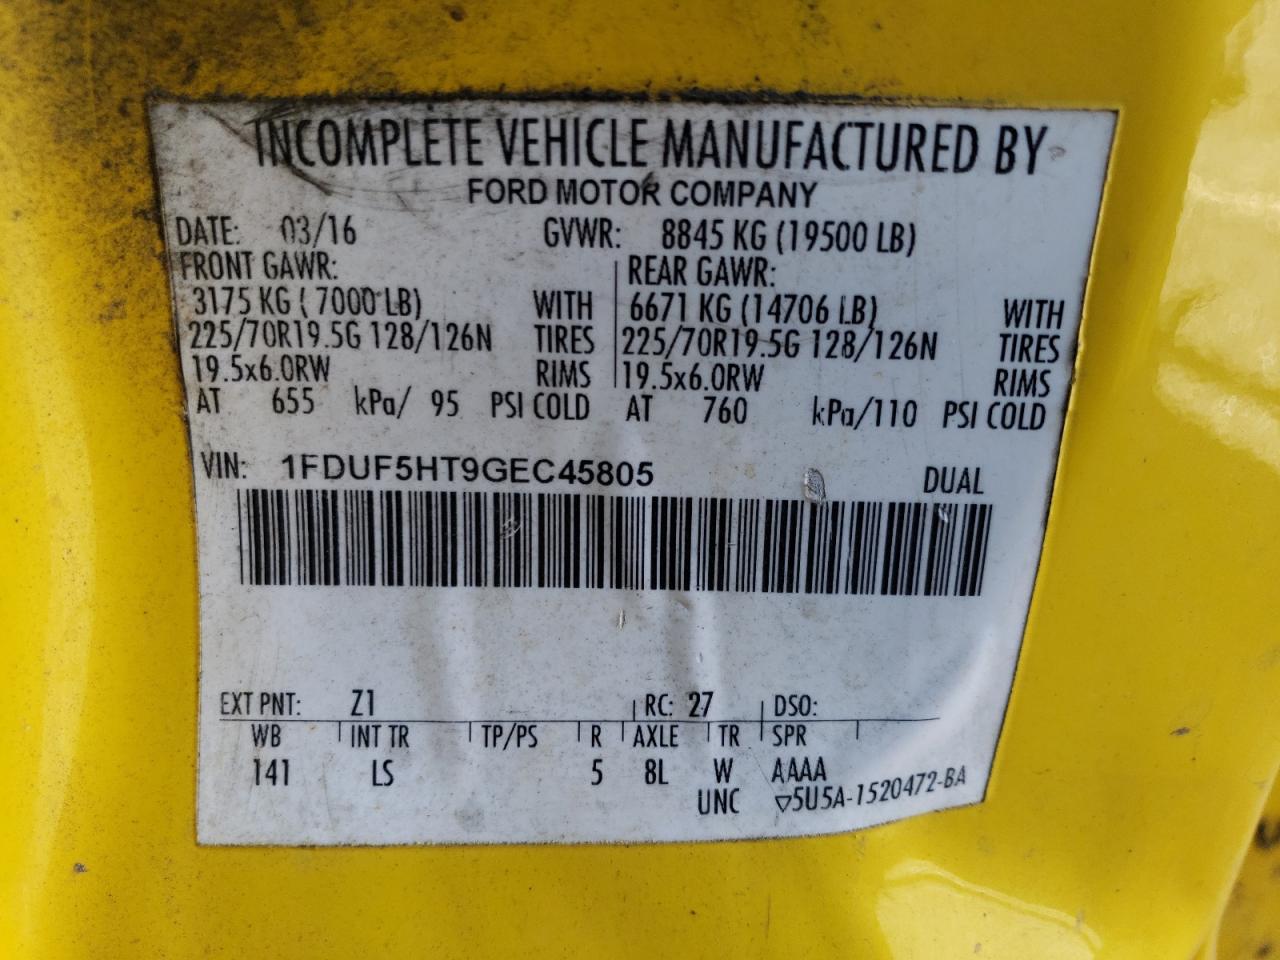 INCOMPLETE VEHICLE MANUFACTURED BY
FORD MOTOR COMPANY
DATE: 03/16 GVWR: 8845 KG (19500 LB)
FRONT GAWR: REAR GAWR:
3175 KG ( 7000 LB) WITH 6671 KG (14706 LB) WITH
225/70R19.5G 128/126N TIRES 225/70R19.5G 128/126N TIRES
19.5x6.0RW RIMS 19.5x6.0RW RIMS
AT 655 kPa/ 95 PSI COLD AT 760 kPa/110 PSI COLD
VIN: 1FDUF5HT9GEC45805 DUAL
EXT PNT: Z1 RC: 27 DSO:
WB INT TR TP/PS R AXLE TR SPR
141 LS 5 8L W AAAA
UNC ▽5U5A-1520472-BA